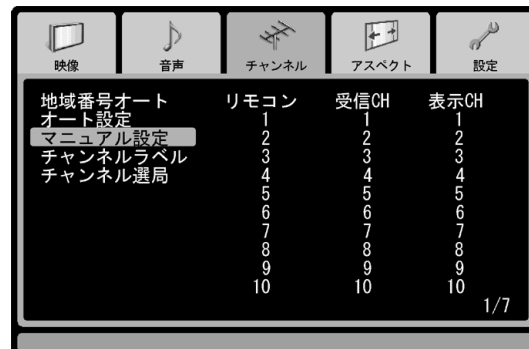 映像 音声 チャンネル アスペクト 設定
地域番号オート リモコン 受信CH 表示CH
オート設定 1 1 1
マニュアル設定 2 2 2
チャンネルラベル 3 3 3
チャンネル選局 4 4 4
5 5 5
6 6 6
7 7 7
8 8 8
9 9 9
10 10 10
1/7